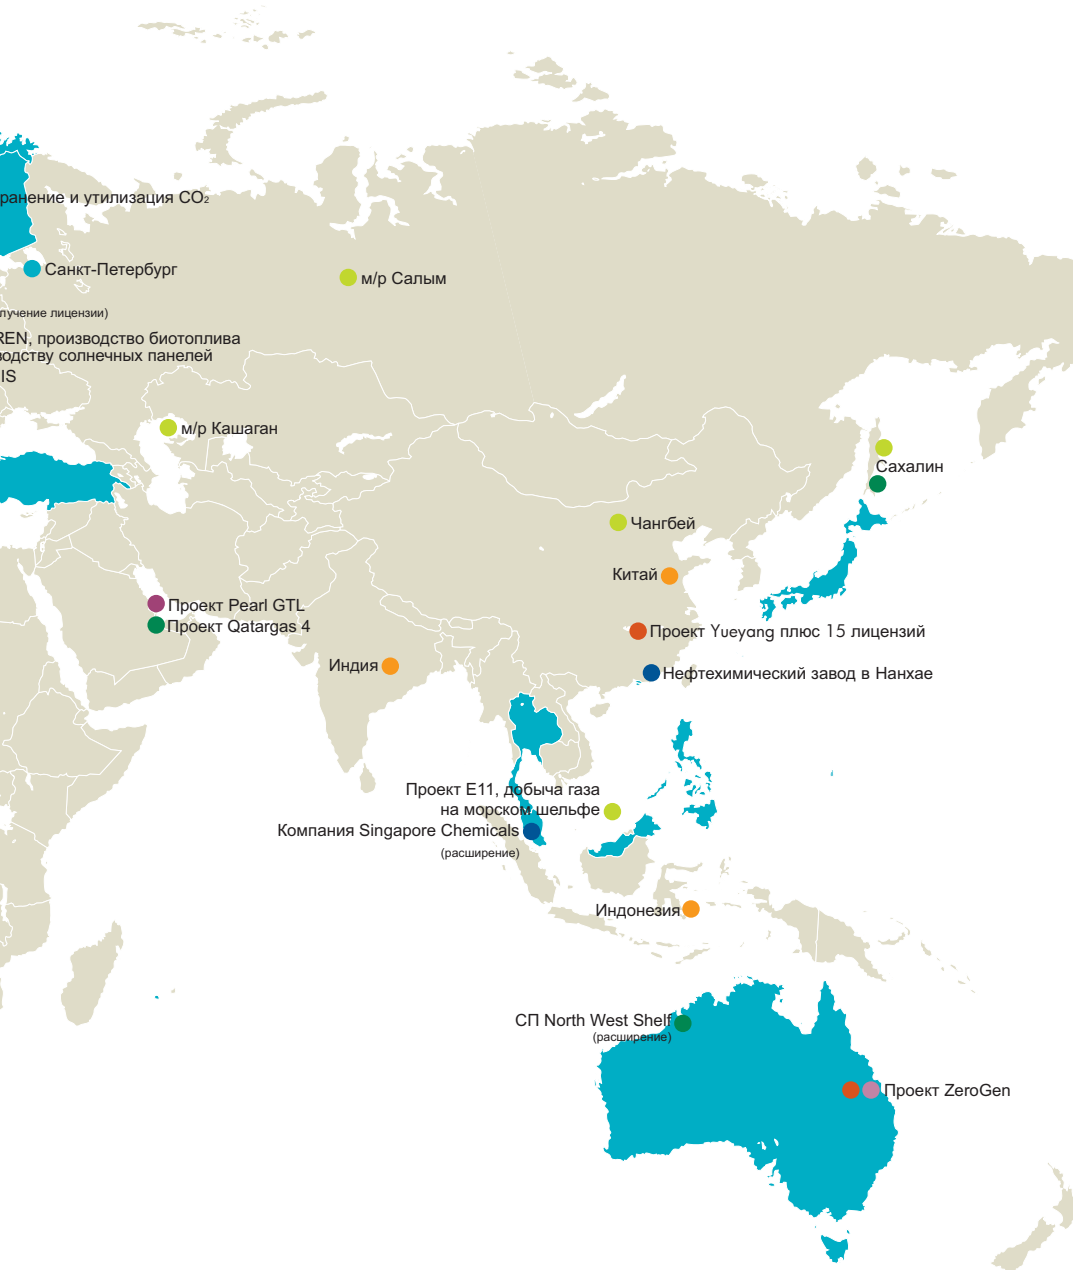 ранение и утилизация CO₂
Санкт-Петербург
м/р Салым
лучение лицензии)
REN, производство биотоплива
водству солнечных панелей
IS
м/р Кашаган
Сахалин
Чангбей
Китай
Проект Pearl GTL
Проект Qatargas 4
Проект Yueyang плюс 15 лицензий
Индия
Нефтехимический завод в Нанхае
Проект E11, добыча газа
на морском шельфе
Компания Singapore Chemicals
(расширение)
Индонезия
СП North West Shelf
(расширение)
Проект ZeroGen